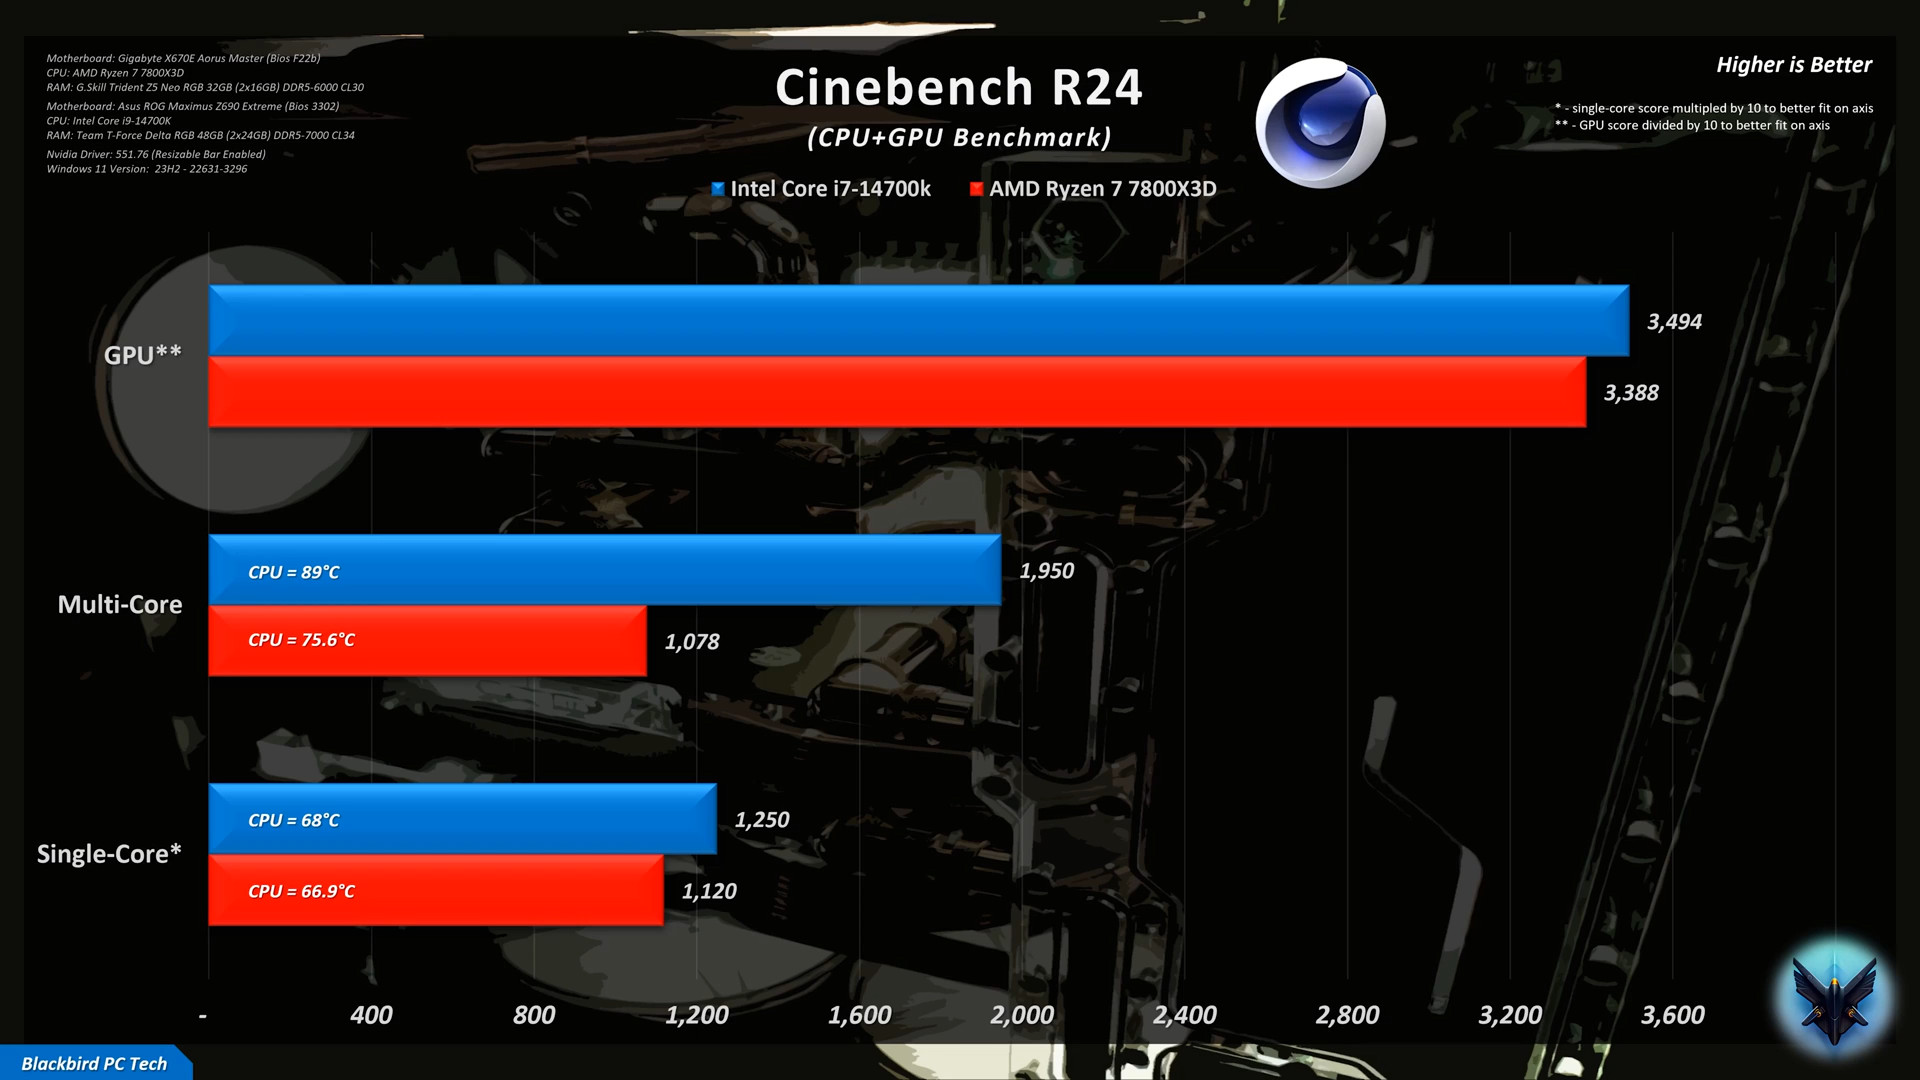 Motherboard: Gigabyte X670E Aorus Master (Bios F22b)
CPU: AMD Ryzen 7 7800X3D
RAM: G.Skill Trident Z5 Neo RGB 32GB (2x16GB) DDR5-6000 CL30
Motherboard: Asus ROG Maximus Z690 Extreme (Bios 3302)
CPU: Intel Core i9-14700K
RAM: Team T-Force Delta RGB 48GB (2x24GB) DDR5-7000 CL34
Nvidia Driver: 551.76 (Resizable Bar Enabled)
Windows 11 Version: 23H2 - 22631-3296
Cinebench R24
(CPU+GPU Benchmark)
Higher is Better
* - single-core score multipled by 10 to better fit on axis
** - GPU score divided by 10 to better fit on axis
Intel Core i7-14700k AMD Ryzen 7 7800X3D
GPU**
3,494
3,388
Multi-Core
CPU = 89°C
1,950
CPU = 75.6°C
1,078
Single-Core*
CPU = 68°C
1,250
CPU = 66.9°C
1,120
- 400 800 1,200 1,600 2,000 2,400 2,800 3,200 3,600
Blackbird PC Tech